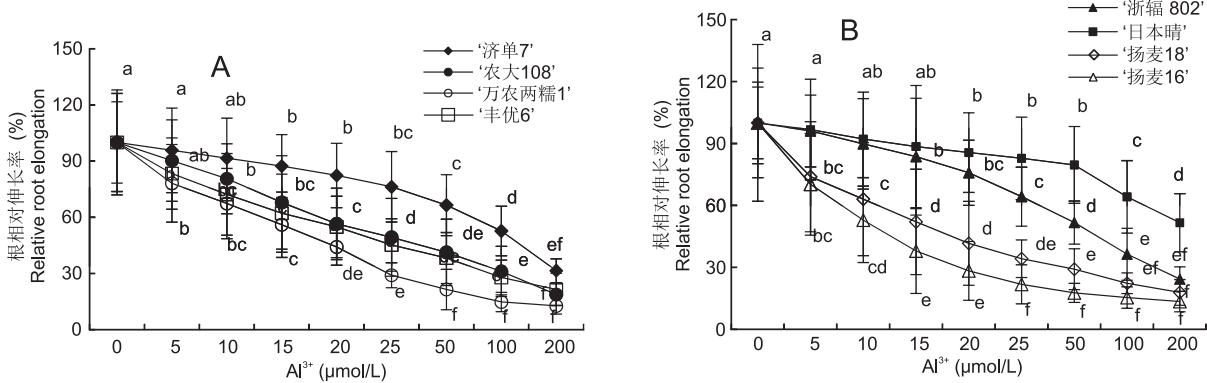 A
‘济单7’
‘农大108’
‘万农两糯1’
‘丰优6’
根相对伸长率 (%)
Relative root elongation
150
120
90
60
30
0
a
a
ab
b
b
bc
c
d
ef
ab
b
bc
c
d
de
e
f
bc
b
bc
c
de
e
f
f
f
e
0
5
10
15
20
25
50
100
200
Al³⁺ (μmol/L)
B
‘浙辐 802’
‘日本晴’
‘扬麦18’
‘扬麦16’
根相对伸长率 (%)
Relative root elongation
150
120
90
60
30
0
a
a
ab
ab
b
b
b
c
d
b
bc
c
d
e
ef
bc
c
d
d
de
e
ef
f
bc
cd
e
e
f
f
f
f
0
5
10
15
20
25
50
100
200
Al³⁺ (μmol/L)